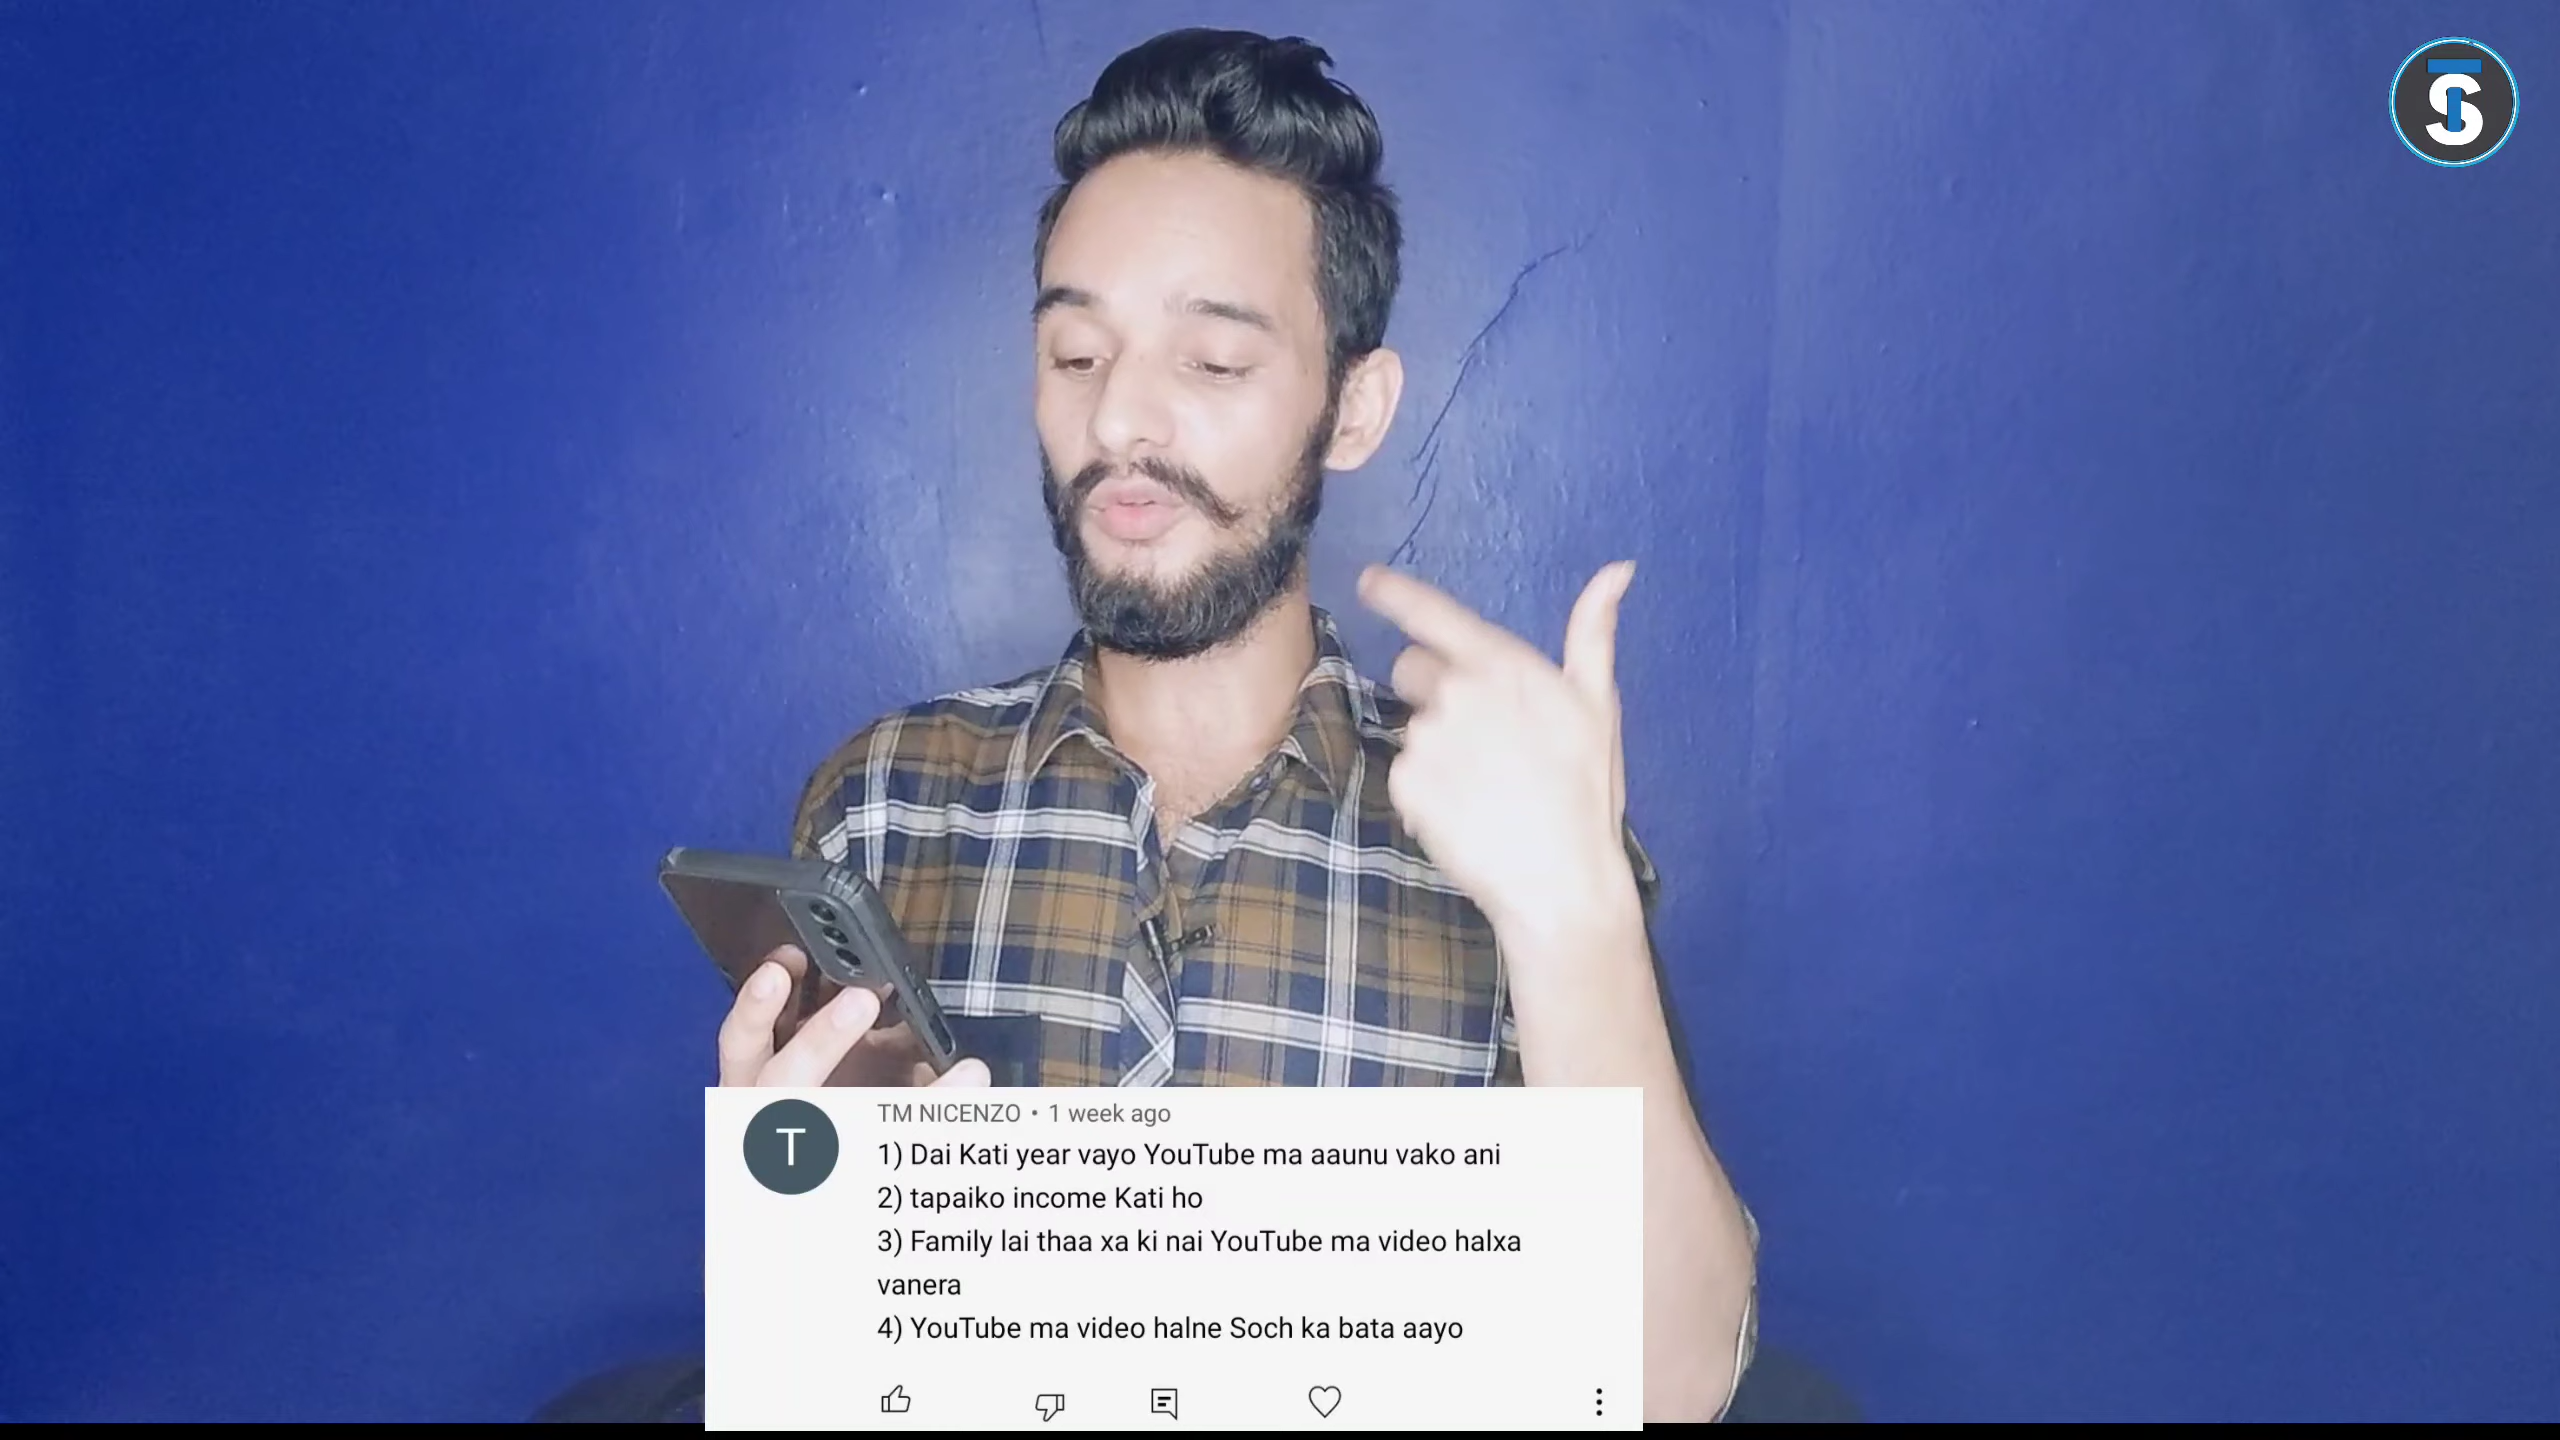 TM NICENZO • 1 week ago
T
1) Dai Kati year vayo YouTube ma aaunu vako ani
2) tapaiko income Kati ho
3) Family lai thaa xa ki nai YouTube ma video halxa
vanera
4) YouTube ma video halne Soch ka bata aayo